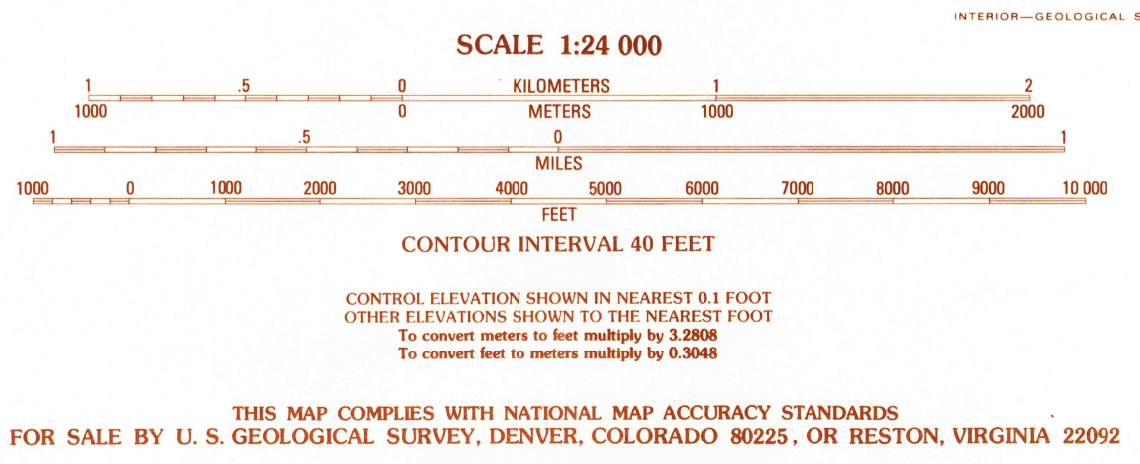 INTERIOR—GEOLOGICAL S
SCALE 1:24 000
1 .5 0 KILOMETERS 1 2
1000 0 METERS 1000 2000
1 .5 0 1
MILES
1000 0 1000 2000 3000 4000 5000 6000 7000 8000 9000 10 000
FEET
CONTOUR INTERVAL 40 FEET
CONTROL ELEVATION SHOWN IN NEAREST 0.1 FOOT
OTHER ELEVATIONS SHOWN TO THE NEAREST FOOT
To convert meters to feet multiply by 3.2808
To convert feet to meters multiply by 0.3048
THIS MAP COMPLIES WITH NATIONAL MAP ACCURACY STANDARDS
FOR SALE BY U. S. GEOLOGICAL SURVEY, DENVER, COLORADO 80225, OR RESTON, VIRGINIA 22092